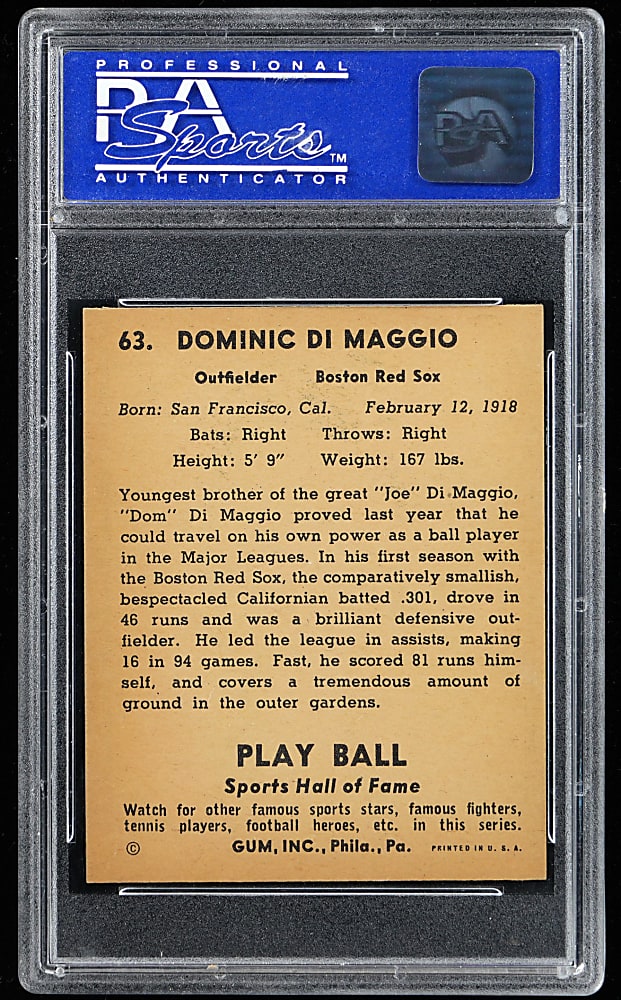 PROFESSIONAL
PSA
Sports TM
AUTHENTICATOR
PSA
63. DOMINIC DI MAGGIO
Outfielder Boston Red Sox
Born: San Francisco, Cal. February 12, 1918
Bats: Right Throws: Right
Height: 5' 9" Weight: 167 lbs.
Youngest brother of the great "Joe" Di Maggio,
"Dom" Di Maggio proved last year that he
could travel on his own power as a ball player
in the Major Leagues. In his first season with
the Boston Red Sox, the comparatively smallish,
bespectacled Californian batted .301, drove in
46 runs and was a brilliant defensive out-
fielder. He led the league in assists, making
16 in 94 games. Fast, he scored 81 runs him-
self, and covers a tremendous amount of
ground in the outer gardens.
PLAY BALL
Sports Hall of Fame
Watch for other famous sports stars, famous fighters,
tennis players, football heroes, etc. in this series.
© GUM, INC., Phila., Pa. PRINTED IN U. S. A.